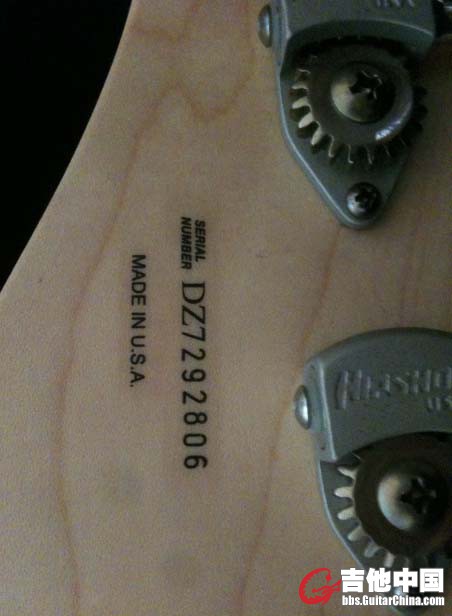 SERIAL
NUMBER DZ7292806
MADE IN U.S.A.
吉他中国
bbs.GuitarChina.com